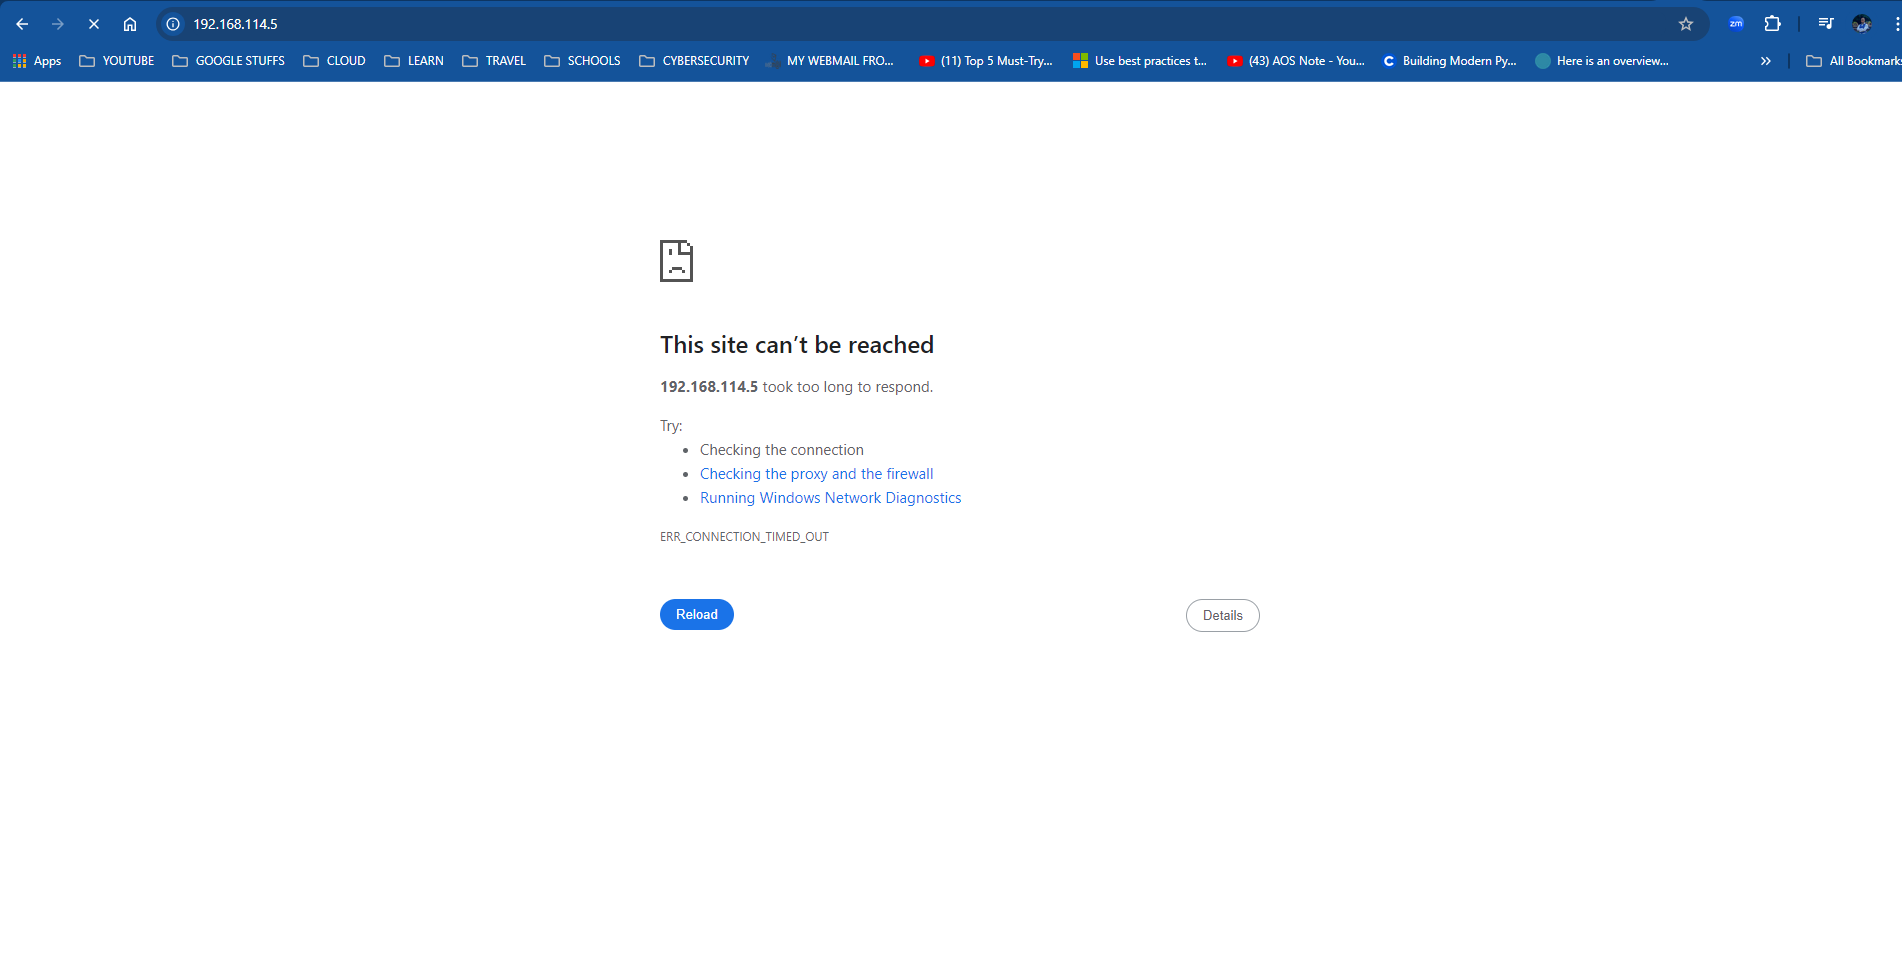 192.168.114.5
zm
Apps YOUTUBE GOOGLE STUFFS CLOUD LEARN TRAVEL SCHOOLS CYBERSECURITY MY WEBMAIL FRO... (11) Top 5 Must-Try... Use best practices t... (43) AOS Note - You... C Building Modern Py... Here is an overview... » All Bookmarks
This site can’t be reached
192.168.114.5 took too long to respond.
Try:
• Checking the connection
• Checking the proxy and the firewall
• Running Windows Network Diagnostics
ERR_CONNECTION_TIMED_OUT
Reload Details